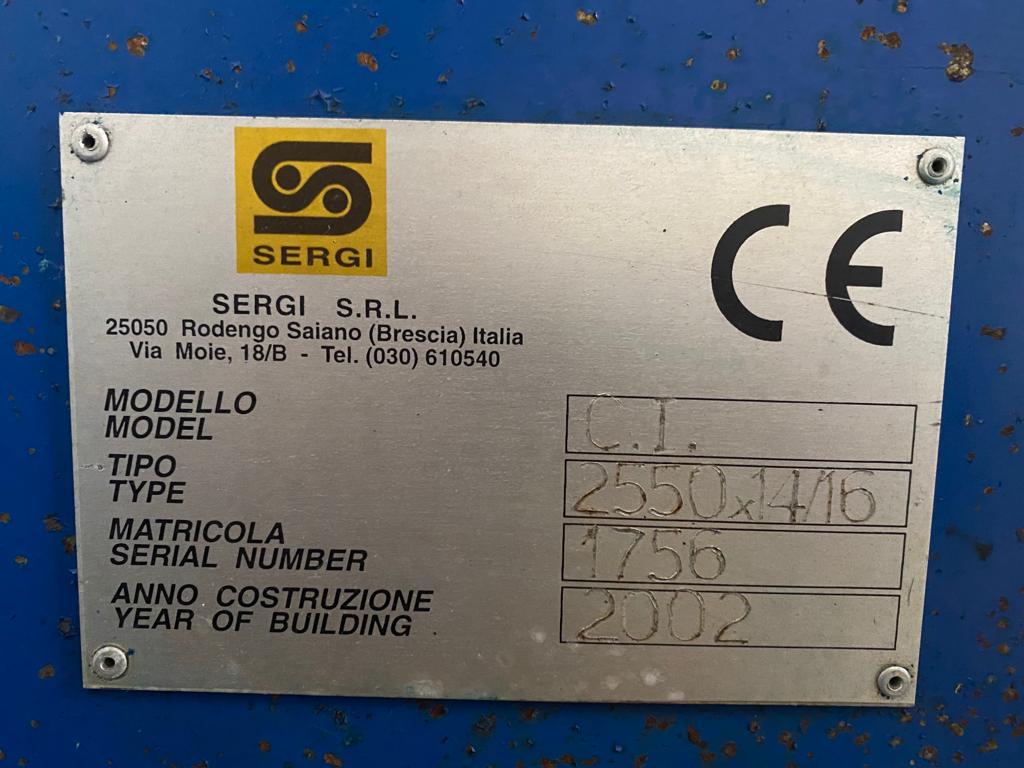 SERGI
CE
SERGI S.R.L.
25050 Rodengo Saiano (Brescia) Italia
Via Moie, 18/B - Tel. (030) 610540
MODELLO
MODEL
C.I.
TIPO
TYPE
2550x14/16
MATRICOLA
SERIAL NUMBER
1756
ANNO COSTRUZIONE
YEAR OF BUILDING
2002